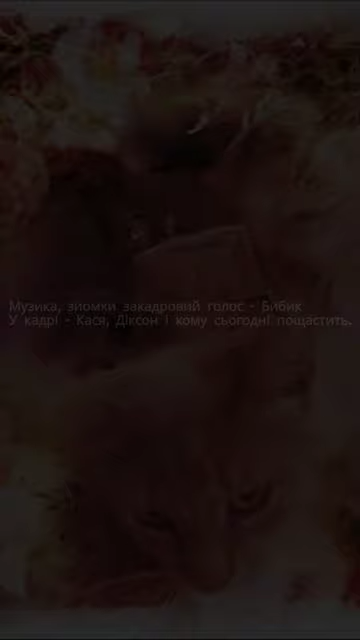 Музика, зйомки закадровий голос - Бибик
У кадрі - Кася, Діксон і кому сьогодні пощастить.